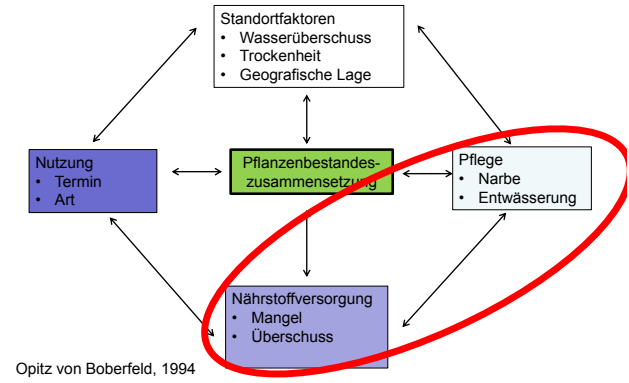 Standortfaktoren
• Wasserüberschuss
• Trockenheit
• Geografische Lage
Nutzung
• Termin
• Art
Pflanzenbestandes-
zusammensetzung
Pflege
• Narbe
• Entwässerung
Nährstoffversorgung
• Mangel
• Überschuss
Opitz von Boberfeld, 1994